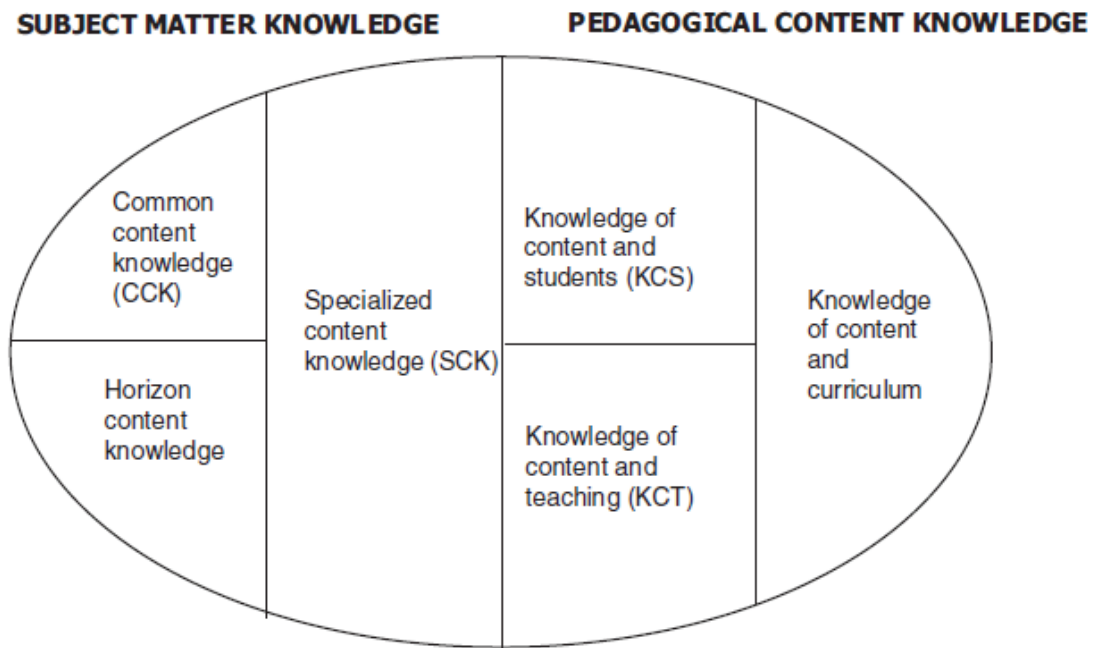 SUBJECT MATTER KNOWLEDGE
PEDAGOGICAL CONTENT KNOWLEDGE
Common
content
knowledge
(CCK)
Horizon
content
knowledge
Specialized
content
knowledge (SCK)
Knowledge of
content and
students (KCS)
Knowledge of
content and
teaching (KCT)
Knowledge
of content
and
curriculum